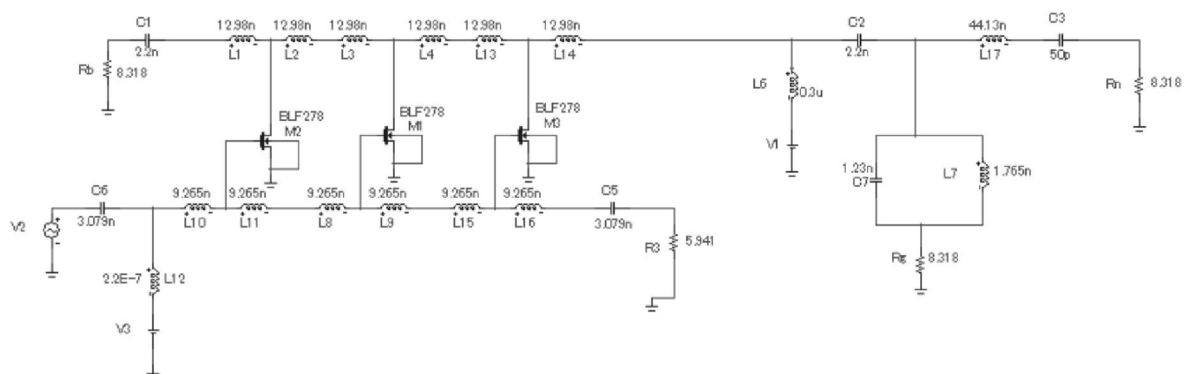 C1
2.2n
Rb
8.318
12.98n
L1
12.98n
L2
12.98n
L3
12.98n
L4
12.98n
L13
12.98n
L14
C2
2.2n
44.13n
L17
C3
50p
Rn
8.318
L6
0.3u
V1
BLF278
M2
BLF278
M1
BLF278
M3
1.23n
C7
L7
1.765n
Rg
8.318
C6
3.079n
V2
9.265n
L10
9.265n
L11
9.265n
L8
9.265n
L9
9.265n
L15
9.265n
L16
C5
3.079n
R3
5.941
2.2E-7
L12
V3